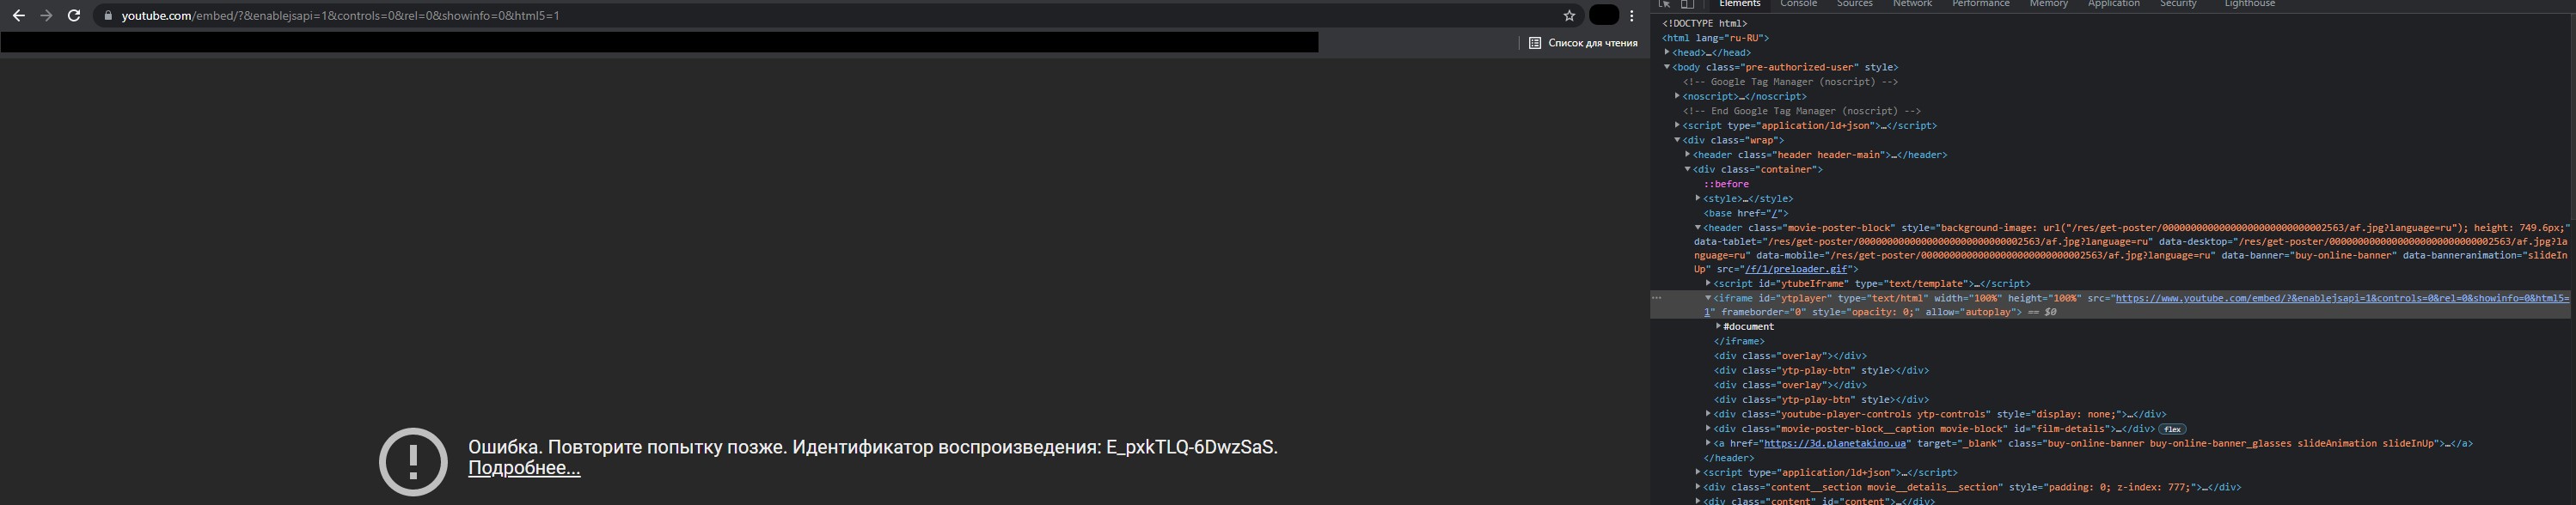 youtube.com/embed/?&enablejsapi=1&controls=0&rel=0&showinfo=0&html5=1
Список для чтения
Ошибка. Повторите попытку позже. Идентификатор воспроизведения: E_pxkTLQ-6DwzSaS.
Подробнее...
Elements Console Sources Network Performance Memory Application Security Lighthouse
<!DOCTYPE html>
<html lang="ru-RU">
<head>…</head>
<body class="pre-authorized-user" style>
<!-- Google Tag Manager (noscript) -->
<noscript>…</noscript>
<!-- End Google Tag Manager (noscript) -->
<script type="application/ld+json">…</script>
<div class="wrap">
<header class="header header-main">…</header>
<div class="container">
::before
<style>…</style>
<base href="/">
<header class="movie-poster-block" style="background-image: url("/res/get-poster/00000000000000000000000000002563/af.jpg?language=ru"); height: 749.6px;"
data-tablet="/res/get-poster/00000000000000000000000000002563/af.jpg?language=ru" data-desktop="/res/get-poster/00000000000000000000000000002563/af.jpg?la
nguage=ru" data-mobile="/res/get-poster/00000000000000000000000000002563/af.jpg?language=ru" data-banner="buy-online-banner" data-banneranimation="slideIn
Up" src="/f/1/preloader.gif">
<script id="ytubeIframe" type="text/template">…</script>
<iframe id="ytplayer" type="text/html" width="100%" height="100%" src="https://www.youtube.com/embed/?&enablejsapi=1&controls=0&rel=0&showinfo=0&html5=
1" frameborder="0" style="opacity: 0;" allow="autoplay"> == $0
#document
</iframe>
<div class="overlay"></div>
<div class="ytp-play-btn" style></div>
<div class="overlay"></div>
<div class="ytp-play-btn" style></div>
<div class="youtube-player-controls ytp-controls" style="display: none;">…</div>
<div class="movie-poster-block__caption movie-block" id="film-details">…</div> flex
<a href="https://3d.planetakino.ua" target="_blank" class="buy-online-banner buy-online-banner_glasses slideAnimation slideInUp">…</a>
</header>
<script type="application/ld+json">…</script>
<div class="content__section movie__details__section" style="padding: 0; z-index: 777;">…</div>
<div class="content" id="content">…</div>